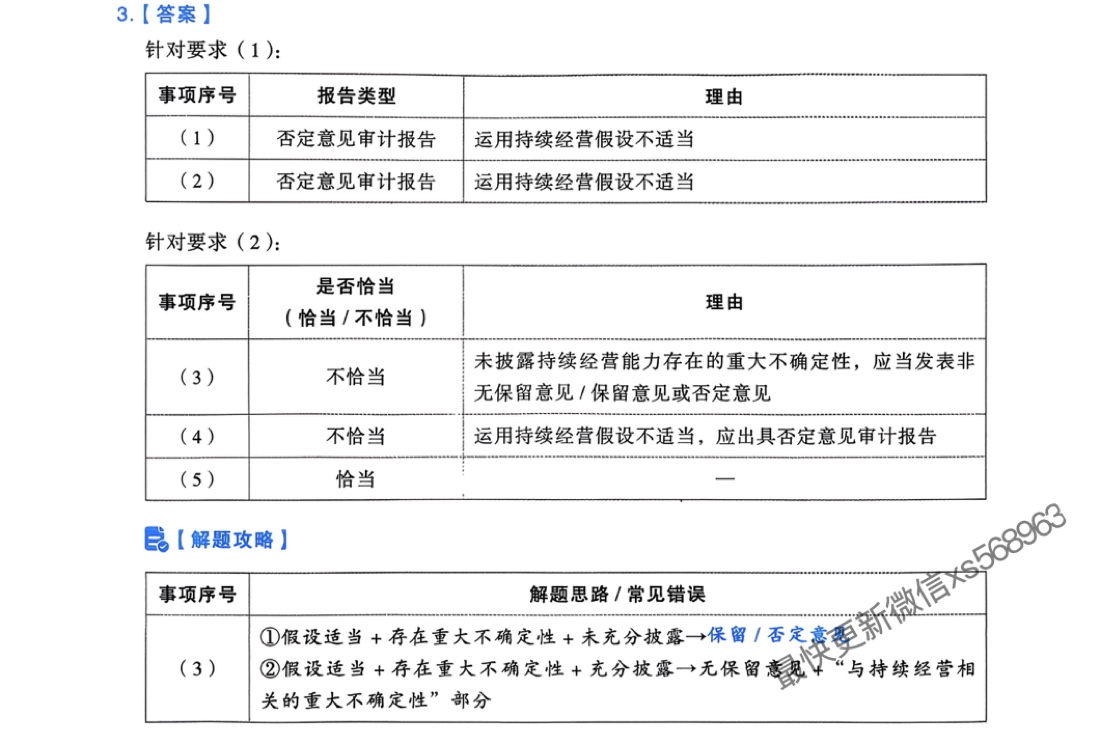 3.【答案】
针对要求（1）：
事项序号 报告类型 理由
（1） 否定意见审计报告 运用持续经营假设不适当
（2） 否定意见审计报告 运用持续经营假设不适当
针对要求（2）：
事项序号 是否恰当 理由
（恰当/不恰当）
（3） 不恰当 未披露持续经营能力存在的重大不确定性，应当发表非
无保留意见/保留意见或否定意见
（4） 不恰当 运用持续经营假设不适当，应出具否定意见审计报告
（5） 恰当 —
【解题攻略】
事项序号 解题思路/常见错误
（3） ①假设适当+存在重大不确定性+未充分披露→保留/否定意见
②假设适当+存在重大不确定性+充分披露→无保留意见+“与持续经营相
关的重大不确定性”部分
最快更新微信xs568963